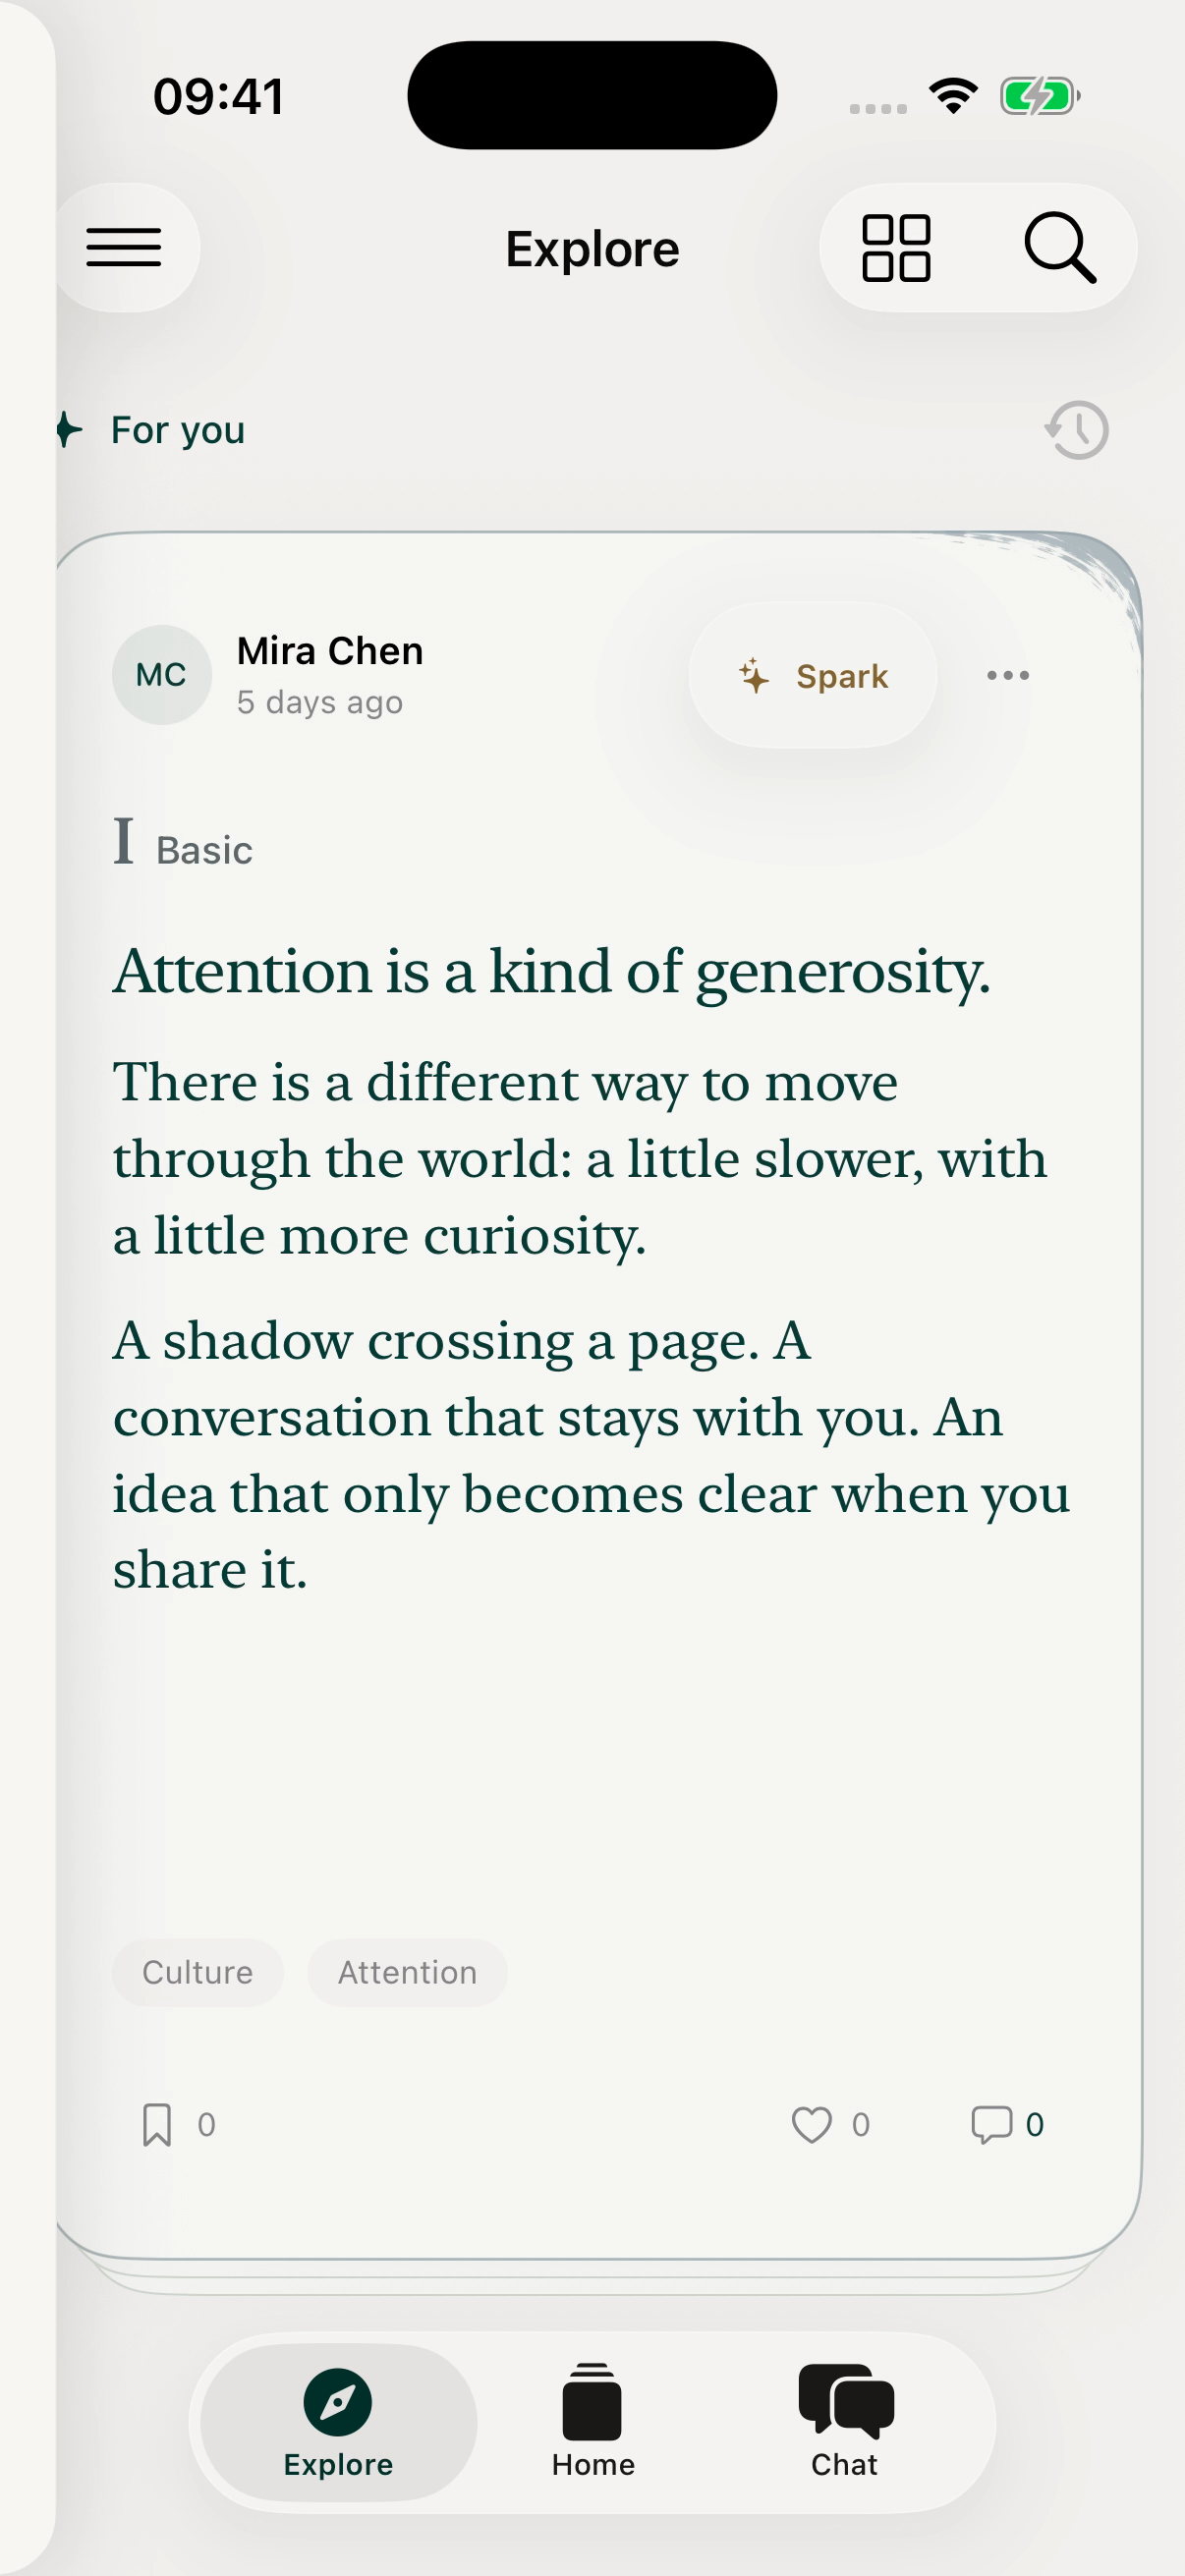 09:41
Explore
For you
MC
Mira Chen
5 days ago
Spark
I Basic
Attention is a kind of generosity.
There is a different way to move
through the world: a little slower, with
a little more curiosity.
A shadow crossing a page. A
conversation that stays with you. An
idea that only becomes clear when you
share it.
Culture
Attention
0
0
0
Explore
Home
Chat